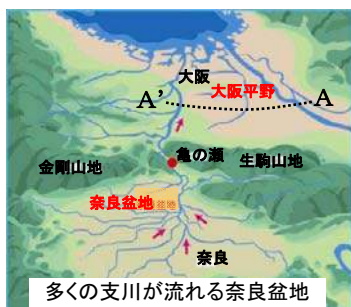 大阪
大阪平野
A'
A
亀の瀬
金剛山地
生駒山地
奈良盆地
奈良
多くの支川が流れる奈良盆地